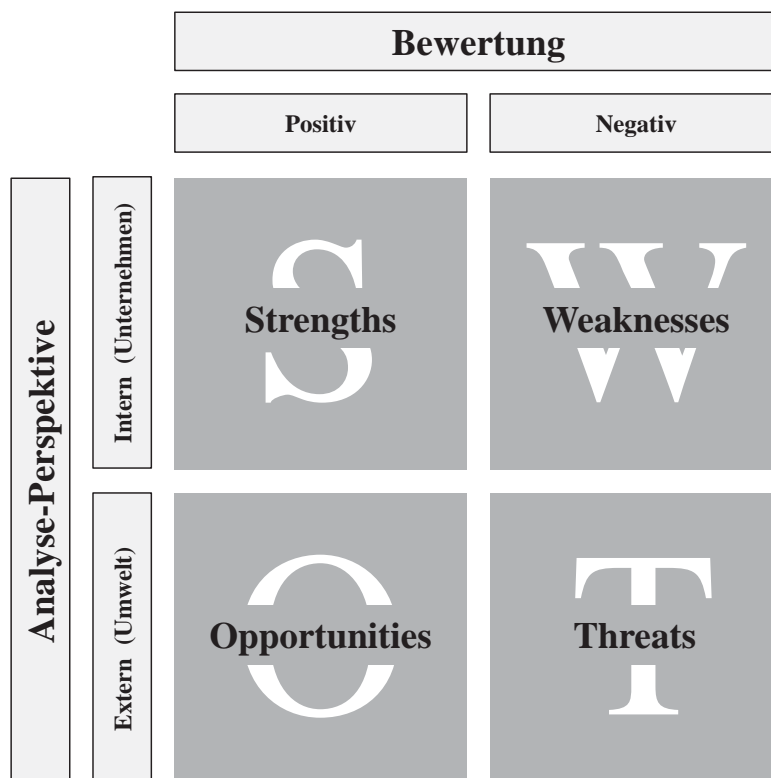 Bewertung
Positiv
Negativ
Analyse-Perspektive
Intern (Unternehmen)
S
Strengths
W
Weaknesses
Extern (Umwelt)
O
Opportunities
T
Threats